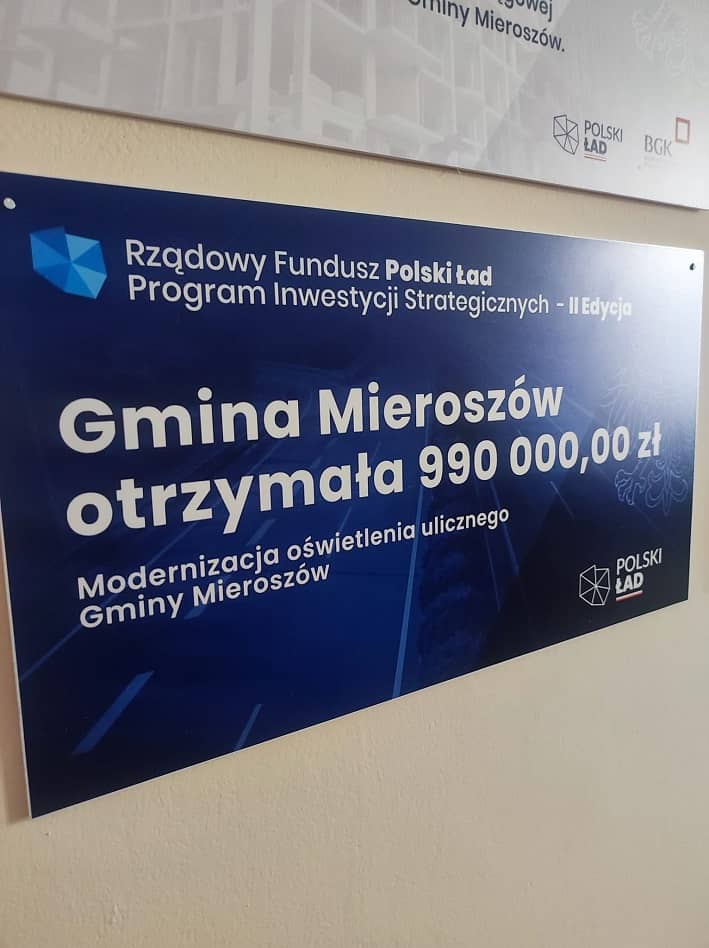 Gminy Mieroszów.
POLSKI
ŁAD
BGK
Rządowy Fundusz Polski Ład
Program Inwestycji Strategicznych - II Edycja
Gmina Mieroszów
otrzymała 990 000,00 zł
Modernizacja oświetlenia ulicznego
Gminy Mieroszów
POLSKI
ŁAD